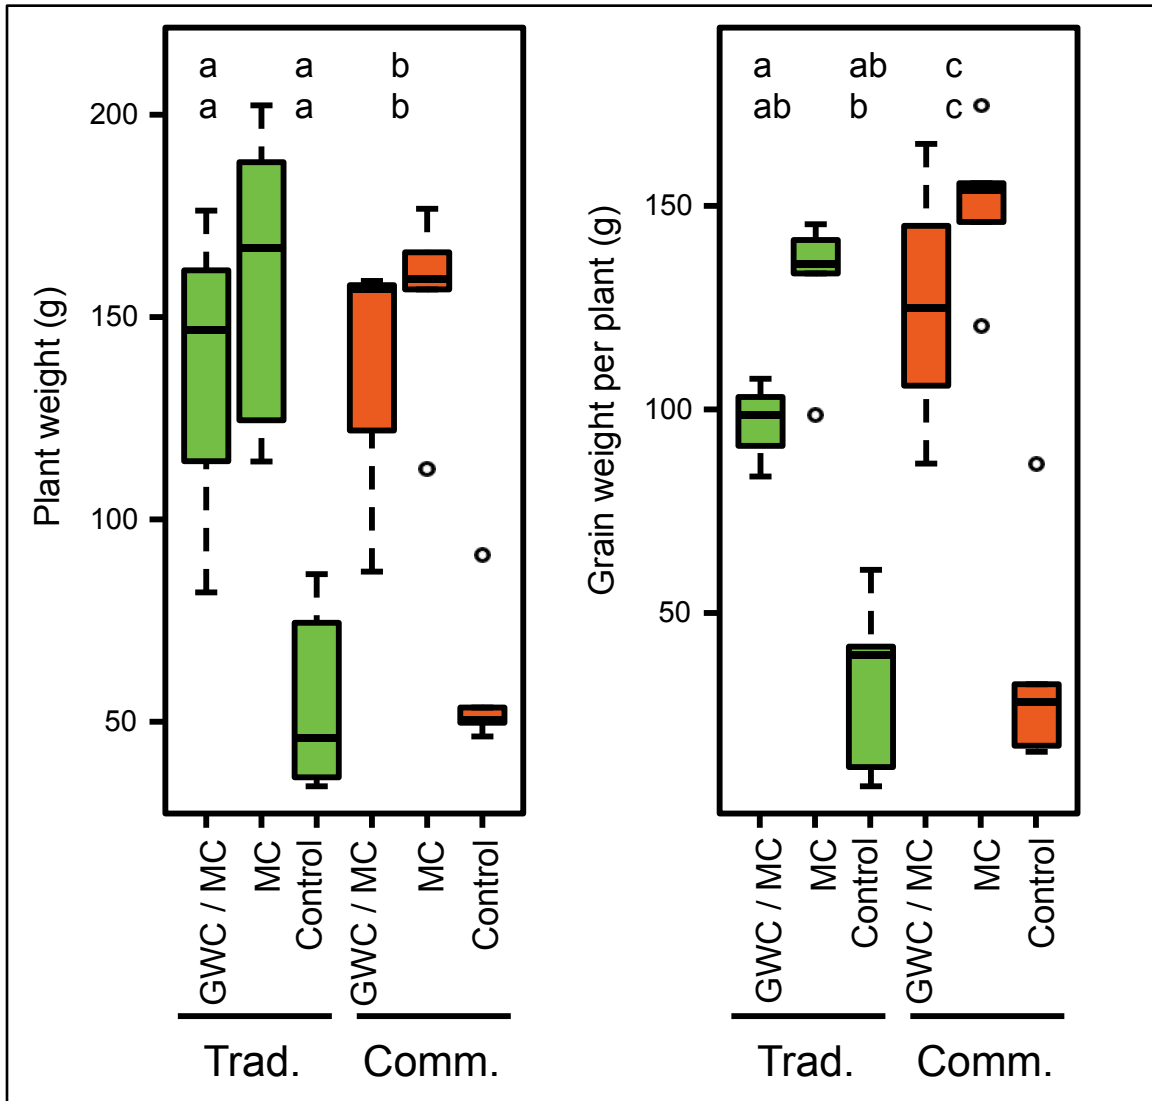 a a b
a a b
Plant weight (g)
200
150
100
50
GWC / MC
MC
Control
GWC / MC
MC
Control
Trad. Comm.
a ab c
ab b c
Grain weight per plant (g)
150
100
50
GWC / MC
MC
Control
GWC / MC
MC
Control
Trad. Comm.